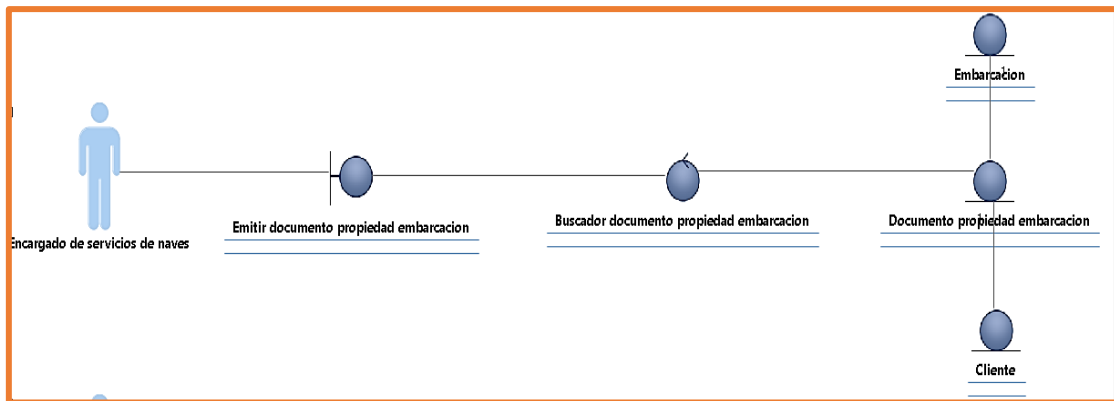 Embarcacion
Emitir documento propiedad embarcacion
Buscador documento propiedad embarcacion
Documento propiedad embarcacion
Encargado de servicios de naves
Cliente